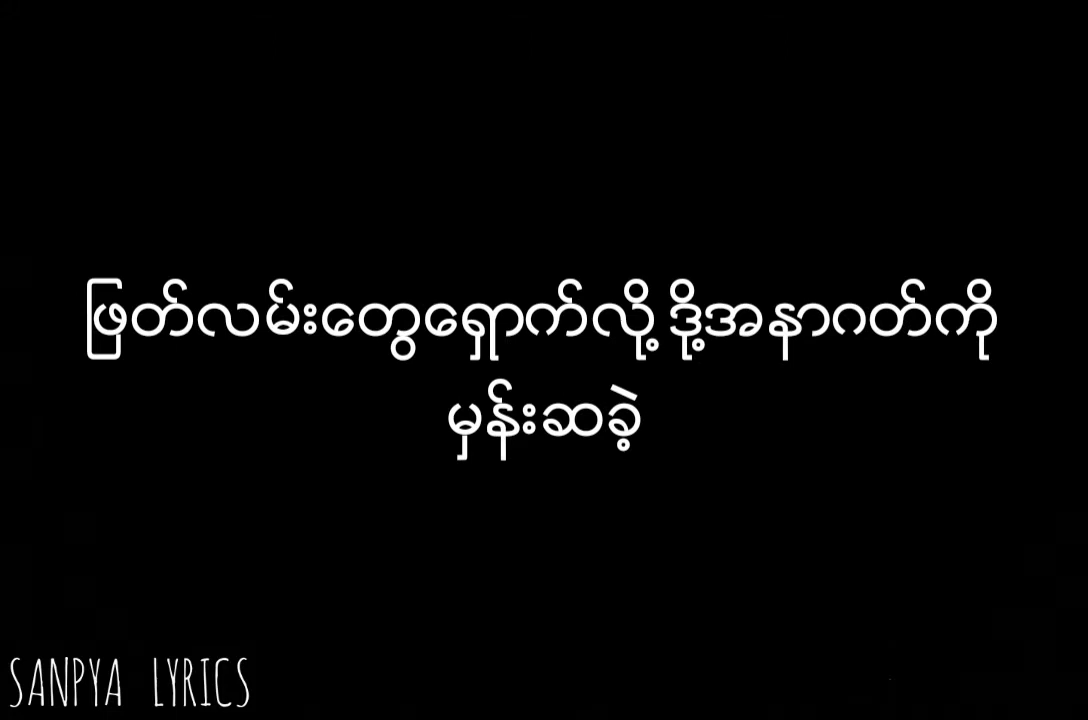 ဖြတ်လမ်းတွေရှောက်လို့ ဒို့အနာဂတ်ကို
မှန်းဆခဲ့
SANPYA LYRICS